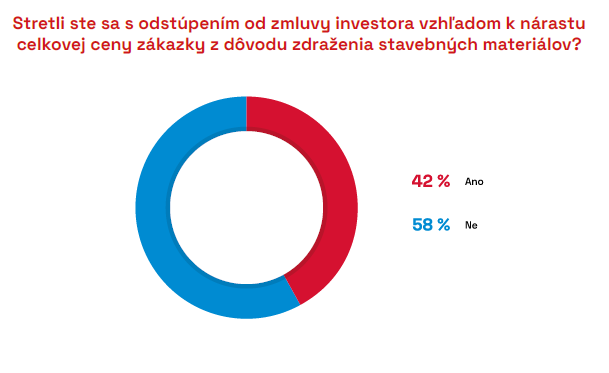 Stretli ste sa s odstúpením od zmluvy investora vzhľadom k nárastu
celkovej ceny zákazky z dôvodu zdraženia stavebných materiálov?
42 % Ano
58 % Ne